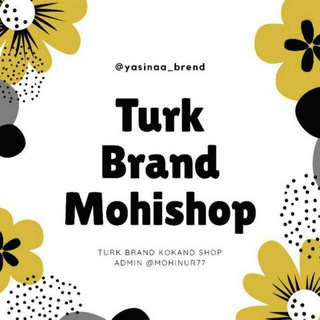 @yasinaa_brend
Turk
Brand
Mohishop
TURK BRAND KOKAND SHOP
ADMIN @MOHINUR77